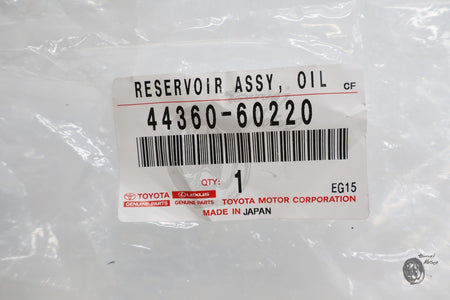 RESERVOIR ASSY, OIL CF
44360-60220
QTY: 1 EG15
TOYOTA LEXUS
GENUINE PARTS GENUINE PARTS TOYOTA MOTOR CORPORATION
MADE IN JAPAN